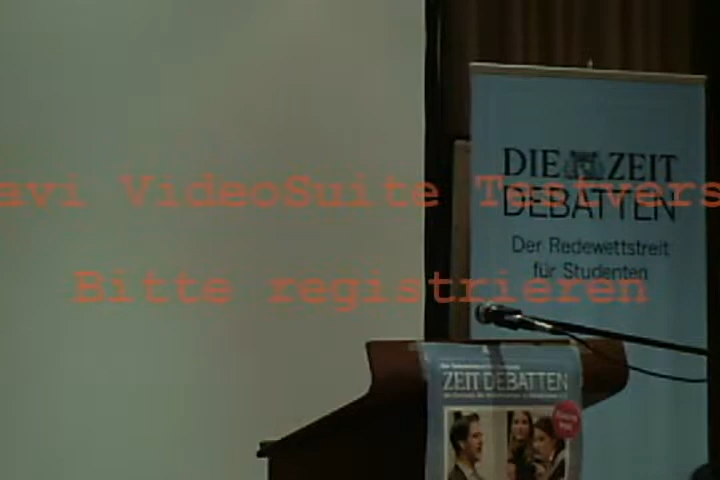 DIE ZEIT
DEBATTEN
Der Redewettstreit
für Studenten
avi VideoSuite Testvers
Bitte registrieren
ZEIT DEBATTEN